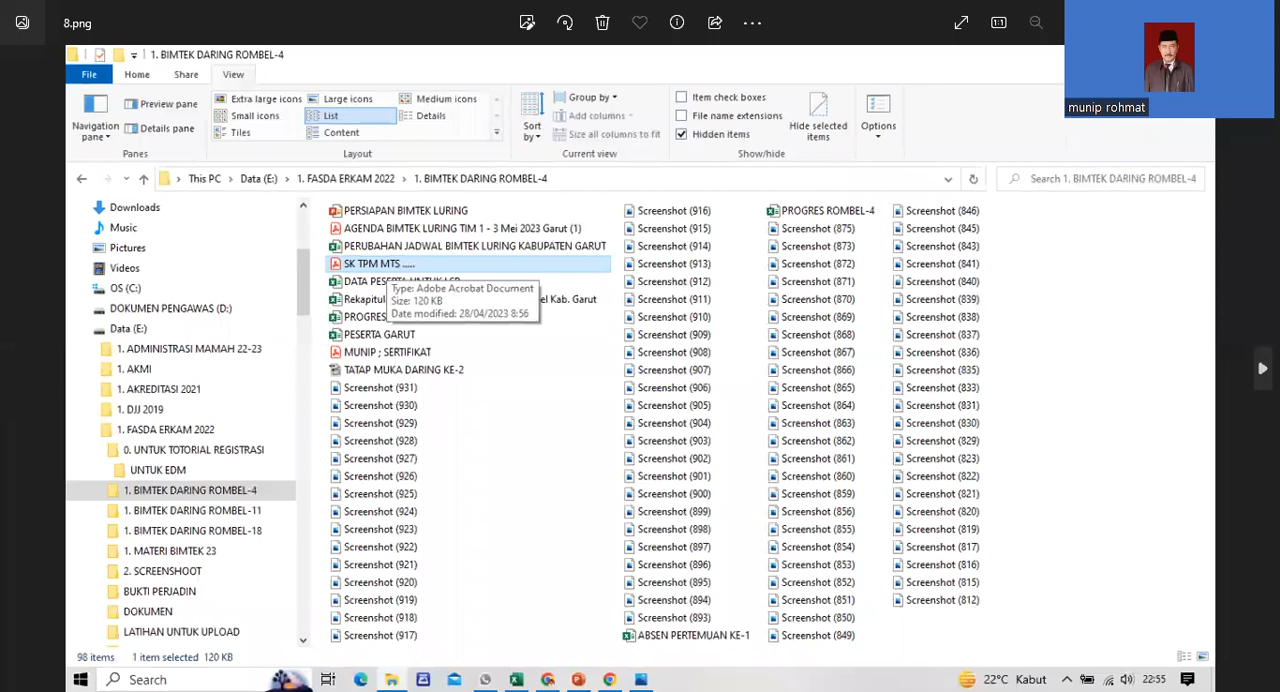 8.png
munip rohmat
1. BIMTEK DARING ROMBEL-4
File Home Share View
Navigation pane
Preview pane
Details pane
Panes
Extra large icons Large icons Medium icons
Small icons List Details
Tiles Content
Layout
Sort by
Group by
Add columns
Size all columns to fit
Current view
Item check boxes
File name extensions
Hidden items
Hide selected items
Show/hide
Options
This PC > Data (E:) > 1. FASDA ERKAM 2022 > 1. BIMTEK DARING ROMBEL-4
Search 1. BIMTEK DARING ROMBEL-4
Downloads
Music
Pictures
Videos
OS (C:)
DOKUMEN PENGAWAS (D:)
Data (E:)
1. ADMINISTRASI MAMAH 22-23
1. AKMI
1. AKREDITASI 2021
1. DJJ 2019
1. FASDA ERKAM 2022
0. UNTUK TOTORIAL REGISTRASI
UNTUK EDM
1. BIMTEK DARING ROMBEL-4
1. BIMTEK DARING ROMBEL-11
1. BIMTEK DARING ROMBEL-18
1. MATERI BIMTEK 23
2. SCREENSHOOT
BUKTI PERJADIN
DOKUMEN
LATIHAN UNTUK UPLOAD
PERSIAPAN BIMTEK LURING
AGENDA BIMTEK LURING TIM 1 - 3 Mei 2023 Garut (1)
PERUBAHAN JADWAL BIMTEK LURING KABUPATEN GARUT
SK TPM MTS .....
DATA PESERTA UNTUK LSP
Rekapitul el Kab. Garut
PROGRES
Type: Adobe Acrobat Document
Size: 120 KB
Date modified: 28/04/2023 8:56
PESERTA GARUT
MUNIP ; SERTIFIKAT
TATAP MUKA DARING KE-2
Screenshot (931)
Screenshot (930)
Screenshot (929)
Screenshot (928)
Screenshot (927)
Screenshot (926)
Screenshot (925)
Screenshot (924)
Screenshot (923)
Screenshot (922)
Screenshot (921)
Screenshot (920)
Screenshot (919)
Screenshot (918)
Screenshot (917)
Screenshot (916)
Screenshot (915)
Screenshot (914)
Screenshot (913)
Screenshot (912)
Screenshot (911)
Screenshot (910)
Screenshot (909)
Screenshot (908)
Screenshot (907)
Screenshot (906)
Screenshot (905)
Screenshot (904)
Screenshot (903)
Screenshot (902)
Screenshot (901)
Screenshot (900)
Screenshot (899)
Screenshot (898)
Screenshot (897)
Screenshot (896)
Screenshot (895)
Screenshot (894)
Screenshot (893)
ABSEN PERTEMUAN KE-1
PROGRES ROMBEL-4
Screenshot (875)
Screenshot (873)
Screenshot (872)
Screenshot (871)
Screenshot (870)
Screenshot (869)
Screenshot (868)
Screenshot (867)
Screenshot (866)
Screenshot (865)
Screenshot (864)
Screenshot (863)
Screenshot (862)
Screenshot (861)
Screenshot (860)
Screenshot (859)
Screenshot (856)
Screenshot (855)
Screenshot (854)
Screenshot (853)
Screenshot (852)
Screenshot (851)
Screenshot (850)
Screenshot (849)
Screenshot (846)
Screenshot (845)
Screenshot (843)
Screenshot (841)
Screenshot (840)
Screenshot (839)
Screenshot (838)
Screenshot (837)
Screenshot (836)
Screenshot (835)
Screenshot (833)
Screenshot (831)
Screenshot (830)
Screenshot (829)
Screenshot (823)
Screenshot (822)
Screenshot (821)
Screenshot (820)
Screenshot (819)
Screenshot (817)
Screenshot (816)
Screenshot (815)
Screenshot (812)
98 items 1 item selected 120 KB
Search
22°C Kabut
22:55